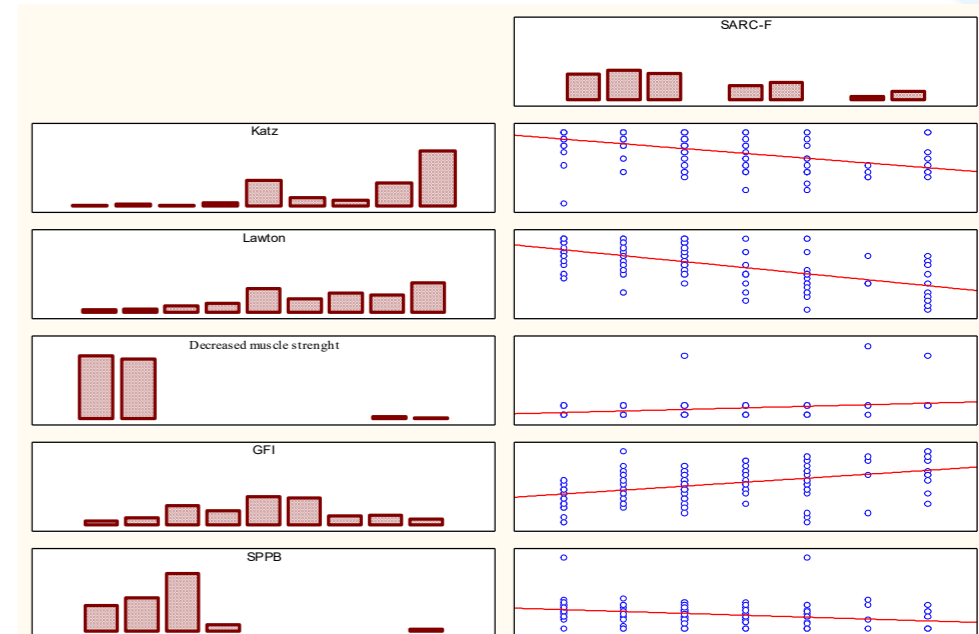 SARC-F
Katz
Lawton
Decreased muscle strenght
GFI
SPPB